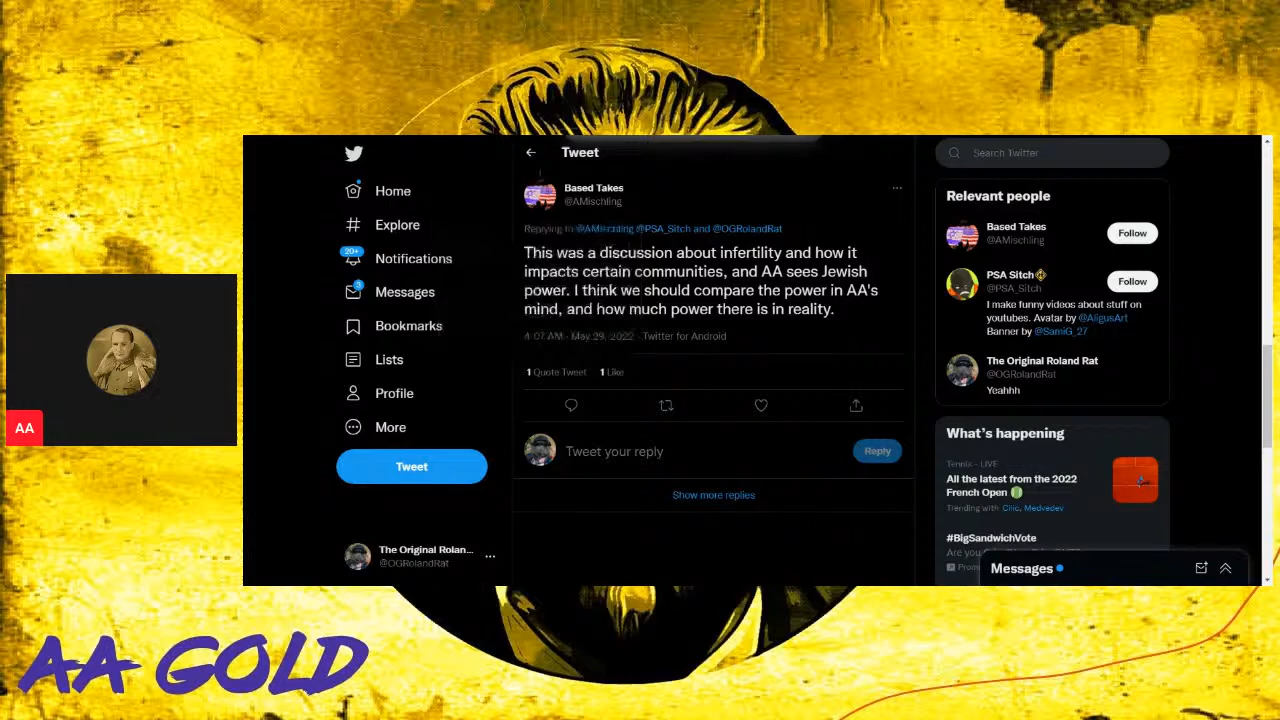 Home
Explore
20+
Notifications
3
Messages
Bookmarks
Lists
Profile
More
Tweet
The Original Rolan...
@OGRolandRat
Tweet
Based Takes
@AMischling
Replying to @AMischling @PSA_Sitch and @OGRolandRat
This was a discussion about infertility and how it
impacts certain communities, and AA sees Jewish
power. I think we should compare the power in AA's
mind, and how much power there is in reality.
4:07 AM · May 29, 2022 · Twitter for Android
1 Quote Tweet 1 Like
Tweet your reply
Reply
Show more replies
Search Twitter
Relevant people
Based Takes
@AMischling
Follow
PSA Sitch
@PSA_Sitch
Follow
I make funny videos about stuff on
youtubes. Avatar by @AligusArt
Banner by @SamiG_27
The Original Roland Rat
@OGRolandRat
Yeahhh
What's happening
Tennis · LIVE
All the latest from the 2022
French Open
Trending with Cilic, Medvedev
#BigSandwichVote
Are you
Messages
AA
AA GOLD